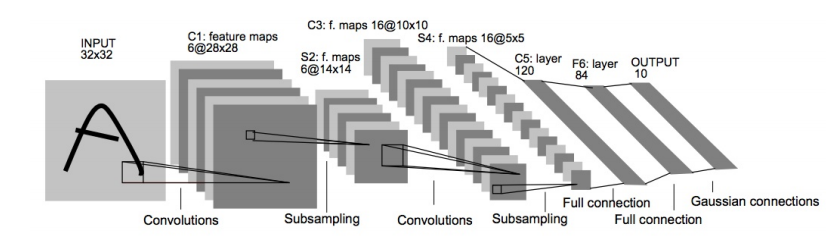 INPUT
32x32
C1: feature maps
6@28x28
S2: f. maps
6@14x14
C3: f. maps 16@10x10
S4: f. maps 16@5x5
C5: layer
120
F6: layer
84
OUTPUT
10
A
Convolutions
Subsampling
Convolutions
Subsampling
Full connection
Full connection
Gaussian connections